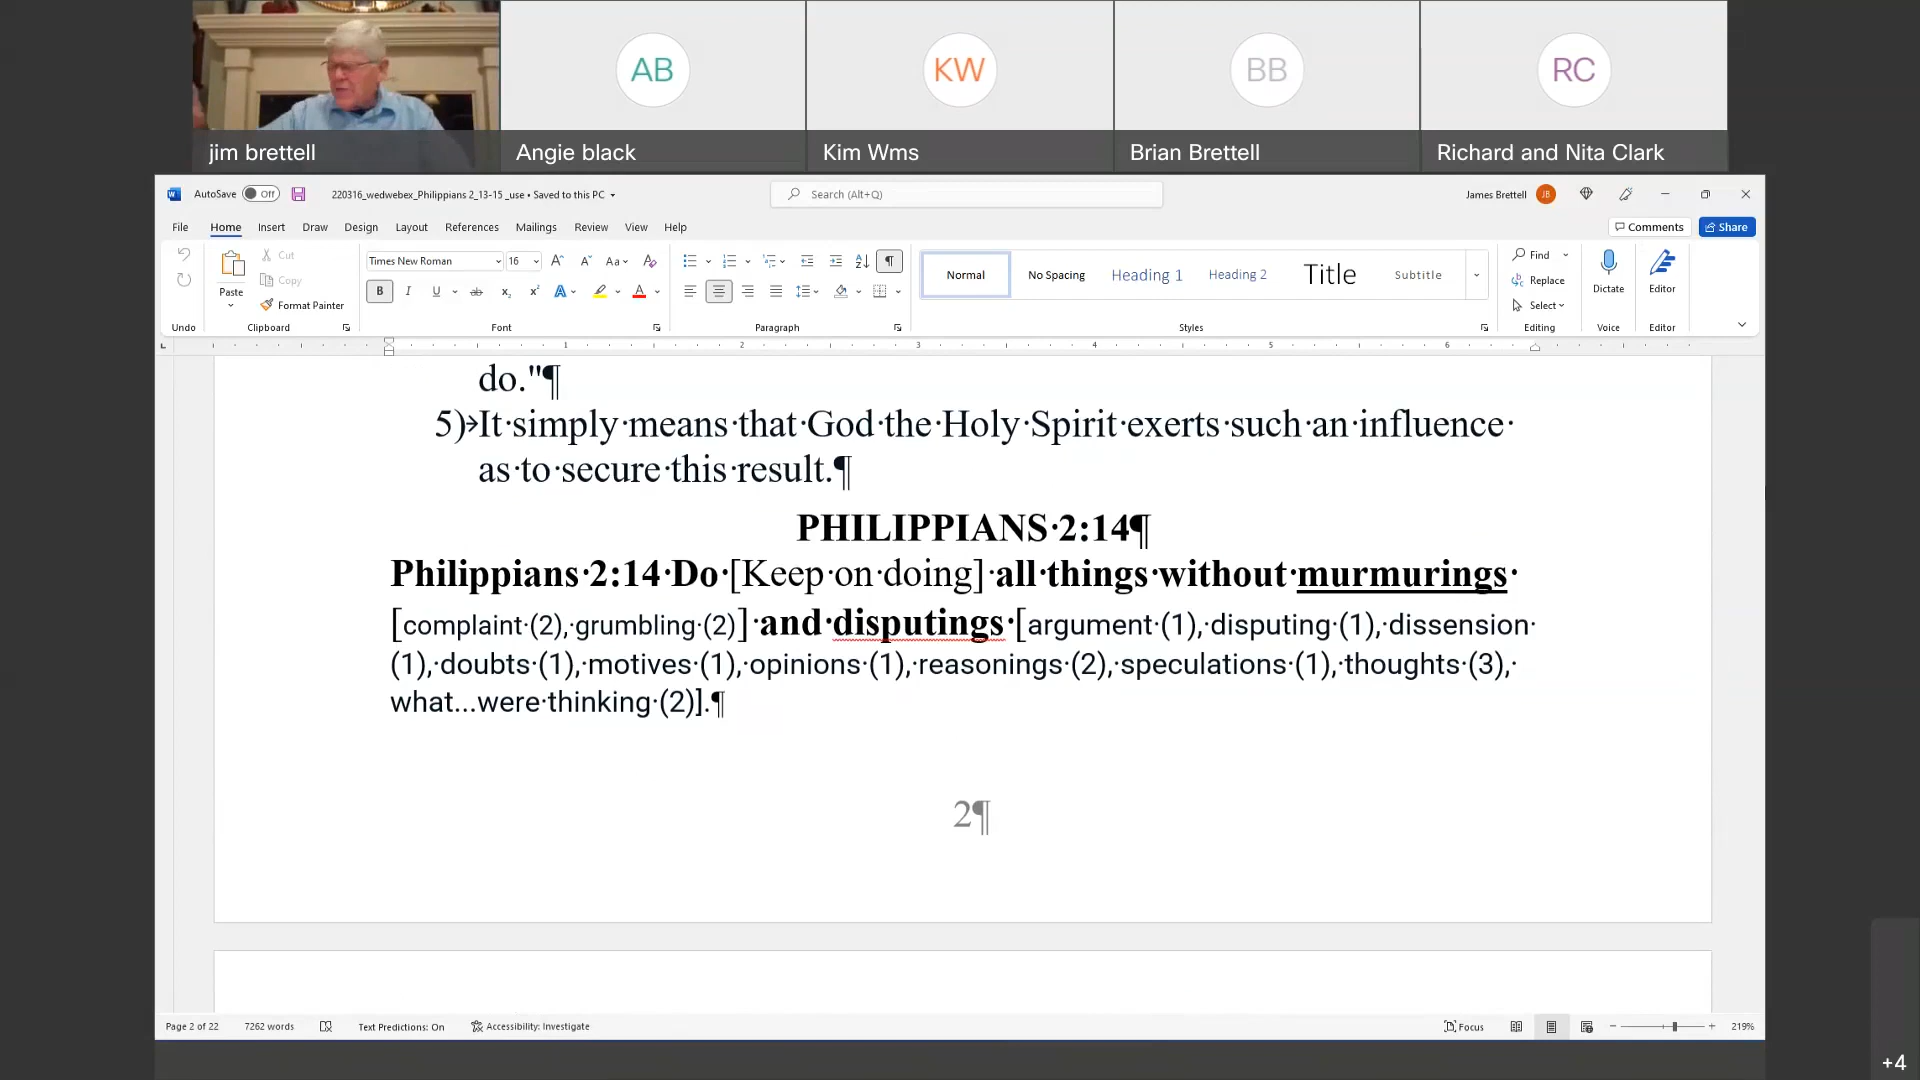 AB
KW
BB
RC
jim brettell
Angie black
Kim Wms
Brian Brettell
Richard and Nita Clark
AutoSave Off
220316_wedwebex_Philippians 2_13-15 _use • Saved to this PC
Search (Alt+Q)
James Brettell JB
File Home Insert Draw Design Layout References Mailings Review View Help
Comments Share
Paste
Cut
Copy
Format Painter
Times New Roman 16
Normal
No Spacing
Heading 1
Heading 2
Title
Subtitle
Find
Replace
Select
Dictate
Editor
Undo Clipboard Font Paragraph Styles Editing Voice Editor
1 2 3 4 5 6
do."¶
5) It·simply·means·that·God·the·Holy·Spirit·exerts·such·an·influence·
as·to·secure·this·result.¶
PHILIPPIANS·2:14¶
Philippians·2:14·Do·[Keep·on·doing]·all·things·without·murmurings·
[complaint·(2),·grumbling·(2)]·and·disputings·[argument·(1),·disputing·(1),·dissension·
(1),·doubts·(1),·motives·(1),·opinions·(1),·reasonings·(2),·speculations·(1),·thoughts·(3),·
what...were·thinking·(2)].¶
2¶
Page 2 of 22 7262 words Text Predictions: On Accessibility: Investigate Focus 219%
+4